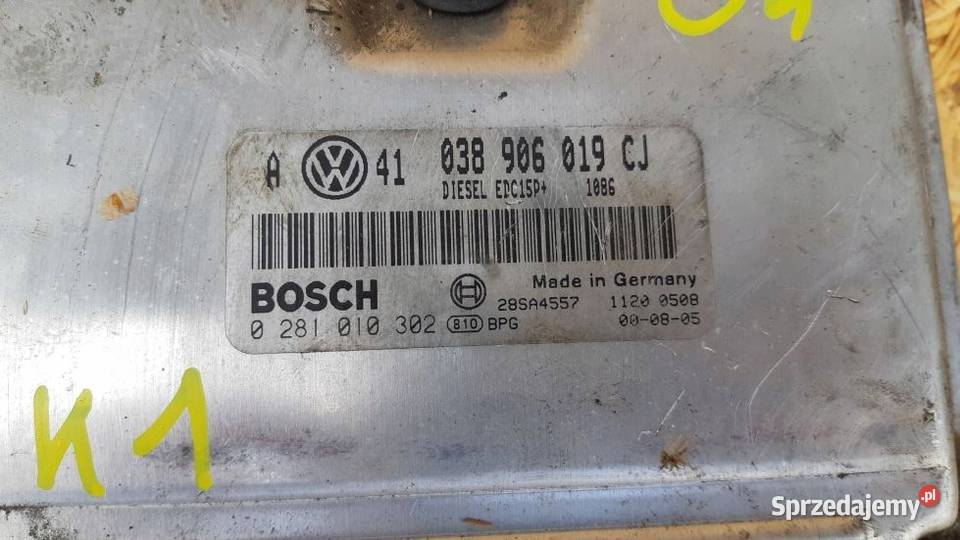 A VW 41 038 906 019 CJ
DIESEL EDC15P+ 1086
BOSCH
Made in Germany
28SA4557 1120 0508
0 281 010 302 810 BPG 00-08-05
K1
Sprzedajemy.pl